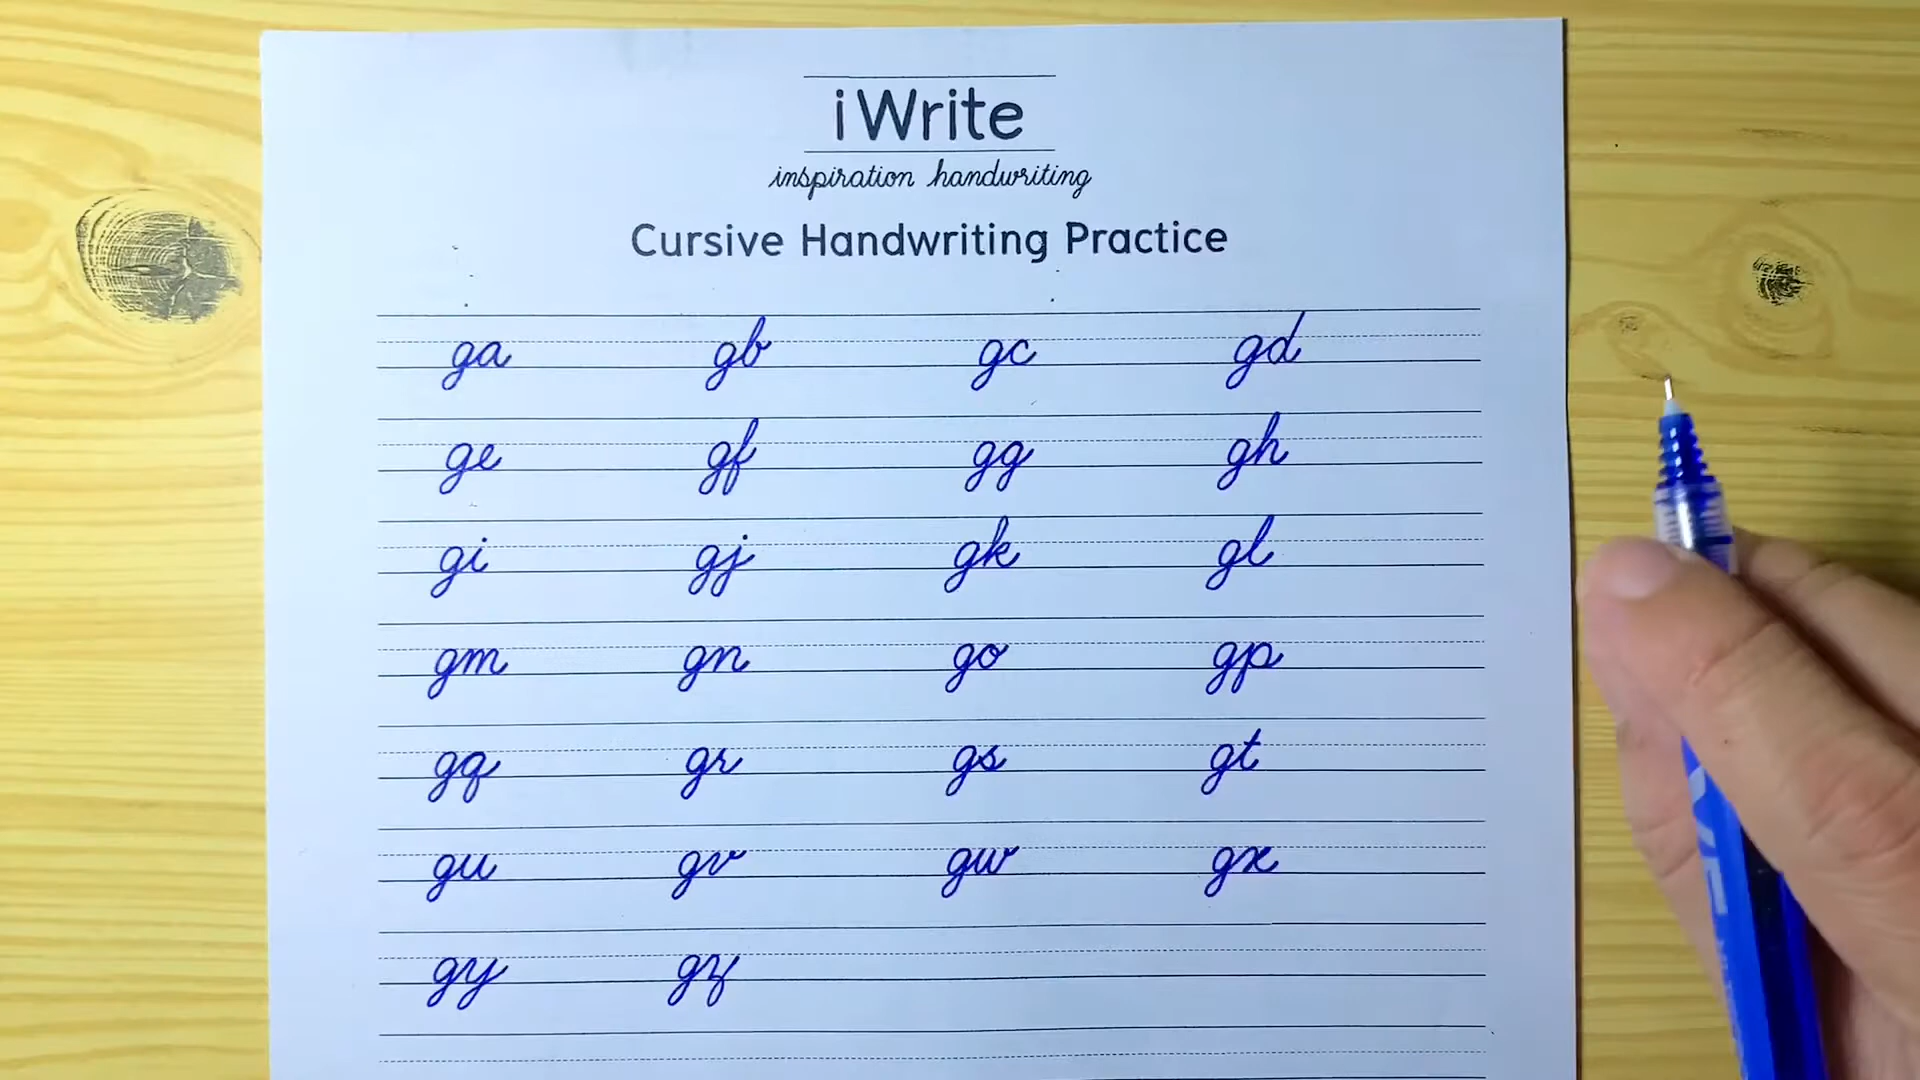 iWrite
inspiration handwriting
Cursive Handwriting Practice
ga gb gc gd
ge gf gg gh
gi gj gk gl
gm gn go gp
gq gr gs gt
gu gv gw gx
gy gz